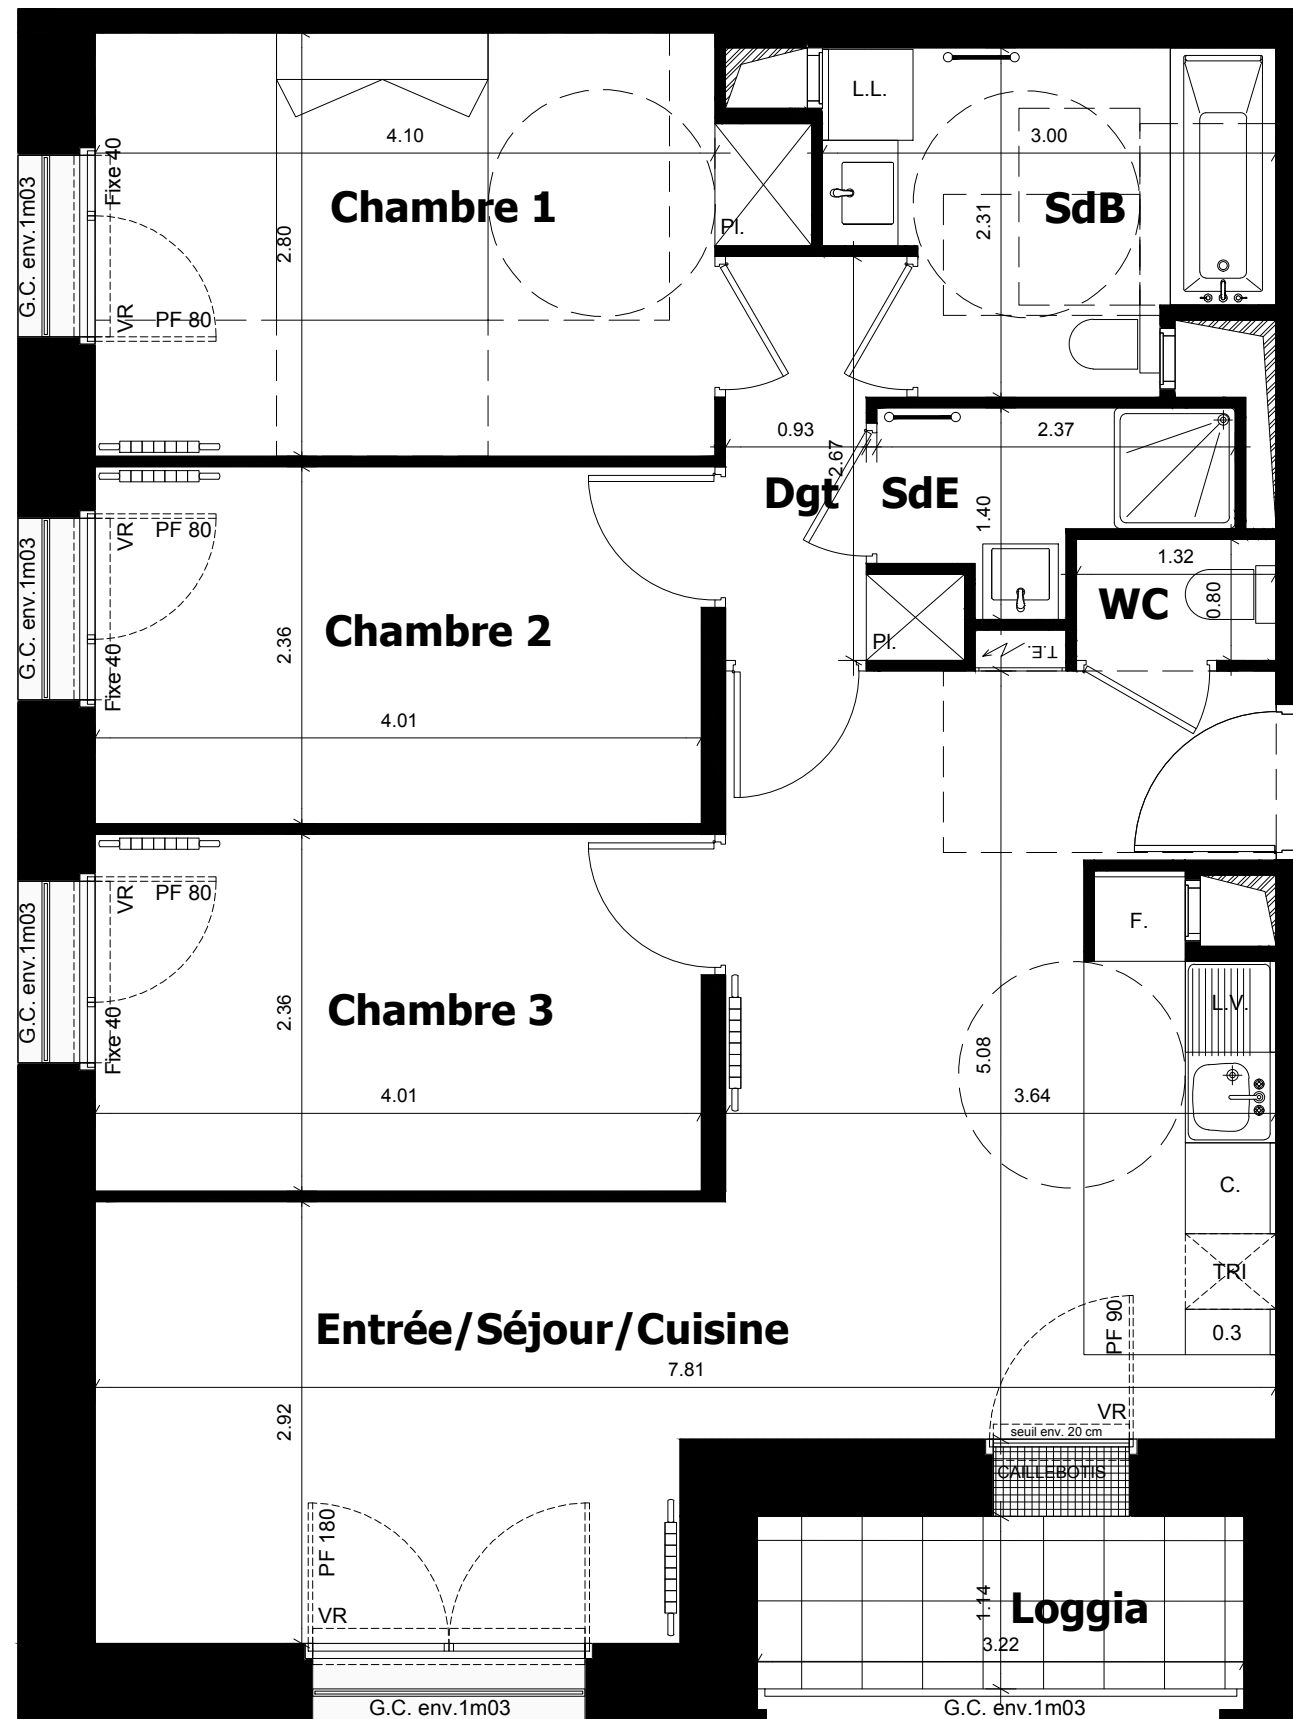 L.L.
4.10
3.00
Fixe 40
G.C. env.1m03
Chambre 1
SdB
2.80
Pl.
2.31
VR
PF 80
0.93
2.37
2.67
Dgt
SdE
1.40
VR
PF 80
G.C. env.1m03
1.32
WC
0.80
Chambre 2
2.36
Pl.
T.E.
Fixe 40
4.01
VR
PF 80
F.
G.C. env.1m03
Chambre 3
2.36
L.V.
Fixe 40
5.08
4.01
3.64
C.
TRI
Entrée/Séjour/Cuisine
PF 90
0.3
7.81
2.92
VR
seuil env. 20 cm
CAILLEBOTIS
PF 180
VR
1.14
Loggia
3.22
G.C. env.1m03
G.C. env.1m03